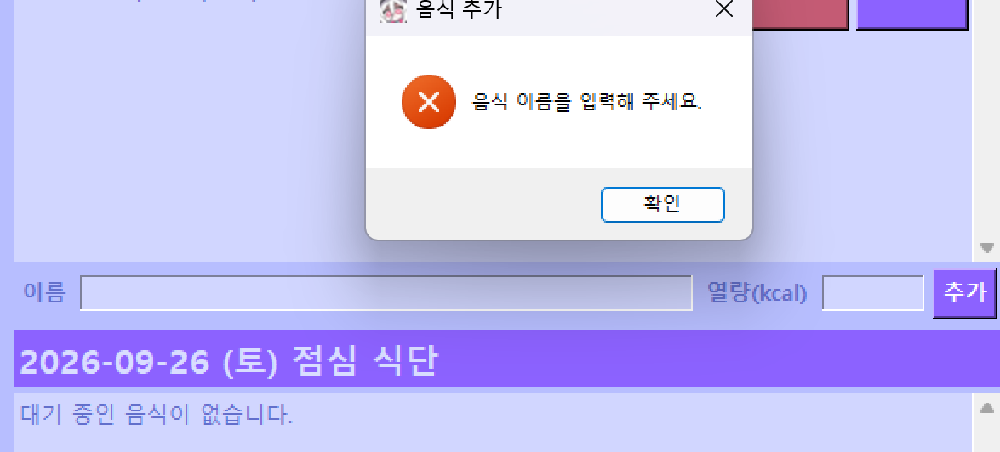 음식 추가
음식 이름을 입력해 주세요.
확인
이름
열량(kcal)
추가
2026-09-26 (토) 점심 식단
대기 중인 음식이 없습니다.